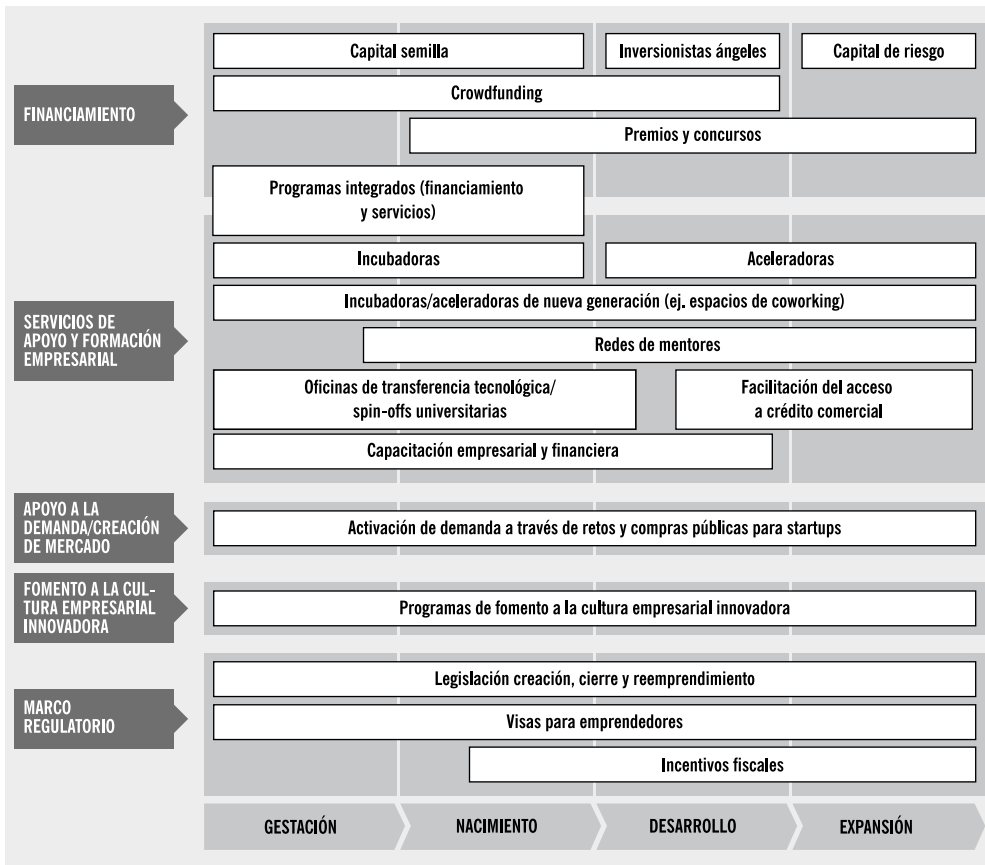 FINANCIAMIENTO
Capital semilla
Inversionistas ángeles
Capital de riesgo
Crowdfunding
Premios y concursos
Programas integrados (financiamiento
y servicios)
SERVICIOS DE
APOYO Y FORMACIÓN
EMPRESARIAL
Incubadoras
Aceleradoras
Incubadoras/aceleradoras de nueva generación (ej. espacios de coworking)
Redes de mentores
Oficinas de transferencia tecnológica/
spin-offs universitarias
Facilitación del acceso
a crédito comercial
Capacitación empresarial y financiera
APOYO A LA
DEMANDA/CREACIÓN
DE MERCADO
Activación de demanda a través de retos y compras públicas para startups
FOMENTO A LA CUL-
TURA EMPRESARIAL
INNOVADORA
Programas de fomento a la cultura empresarial innovadora
MARCO
REGULATORIO
Legislación creación, cierre y reemprendimiento
Visas para emprendedores
Incentivos fiscales
GESTACIÓN
NACIMIENTO
DESARROLLO
EXPANSIÓN